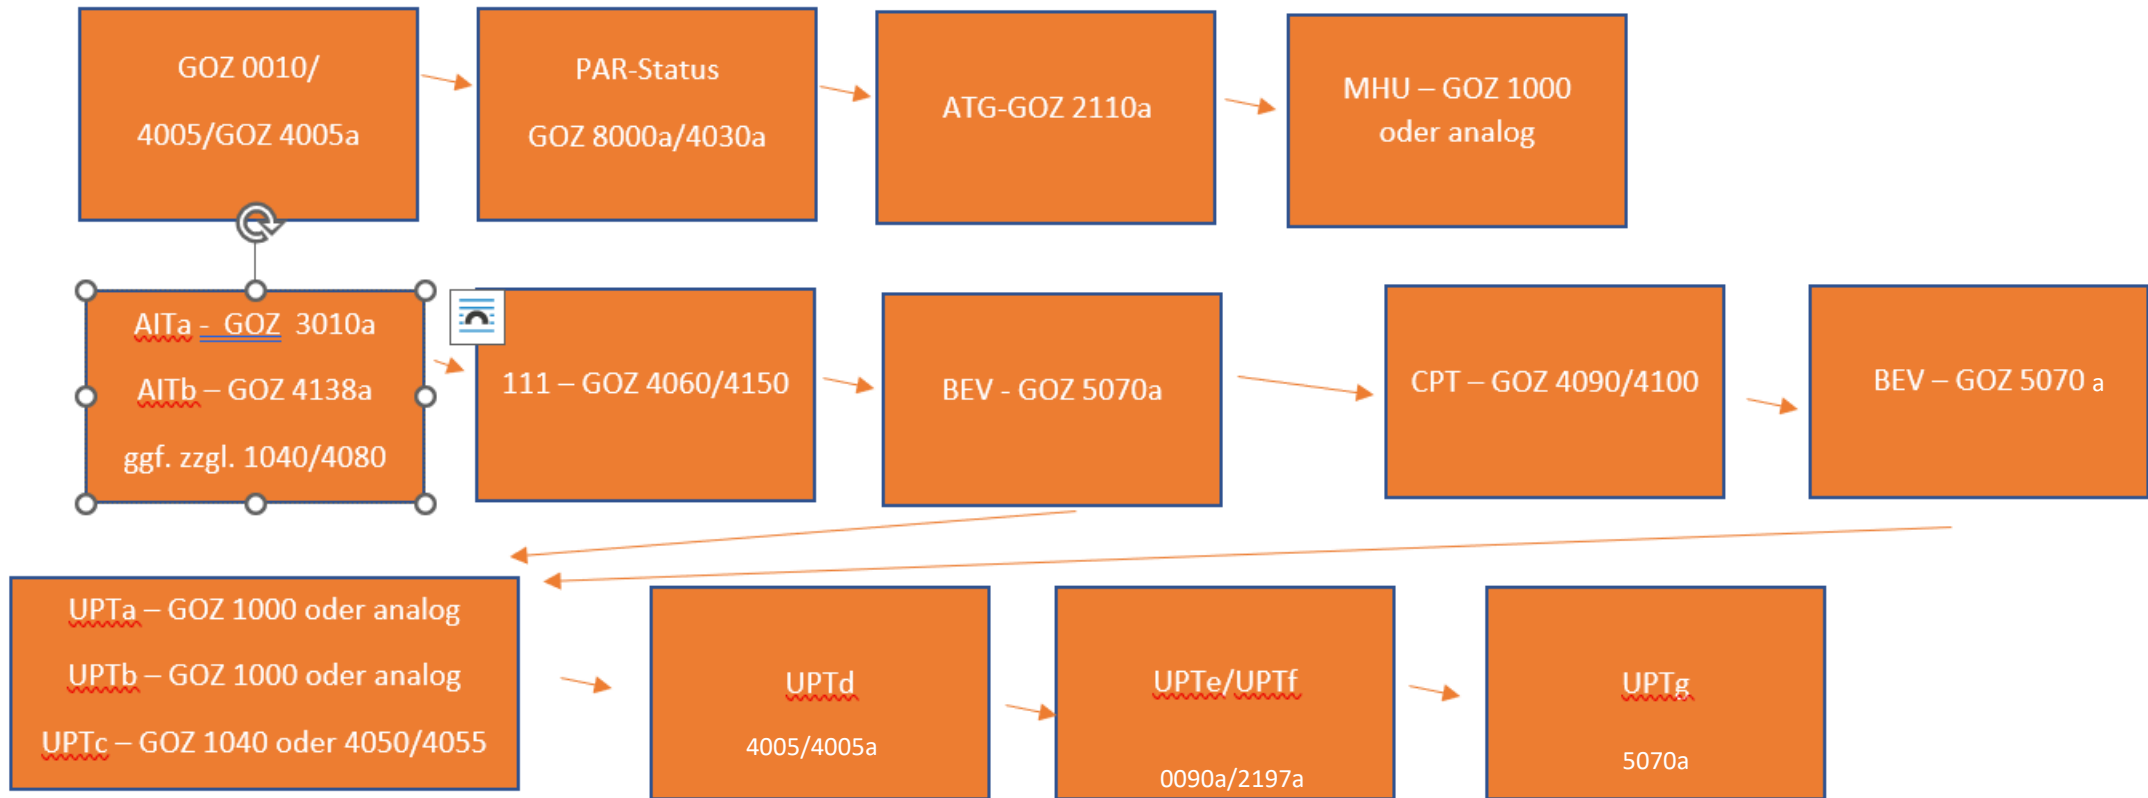 GOZ 0010/
4005/GOZ 4005a
PAR-Status
GOZ 8000a/4030a
ATG-GOZ 2110a
MHU – GOZ 1000
oder analog
AITa - GOZ 3010a
AITb – GOZ 4138a
ggf. zzgl. 1040/4080
111 – GOZ 4060/4150
BEV - GOZ 5070a
CPT – GOZ 4090/4100
BEV – GOZ 5070 a
UPTa – GOZ 1000 oder analog
UPTb – GOZ 1000 oder analog
UPTc – GOZ 1040 oder 4050/4055
UPTd
4005/4005a
UPTe/UPTf
0090a/2197a
UPTg
5070a